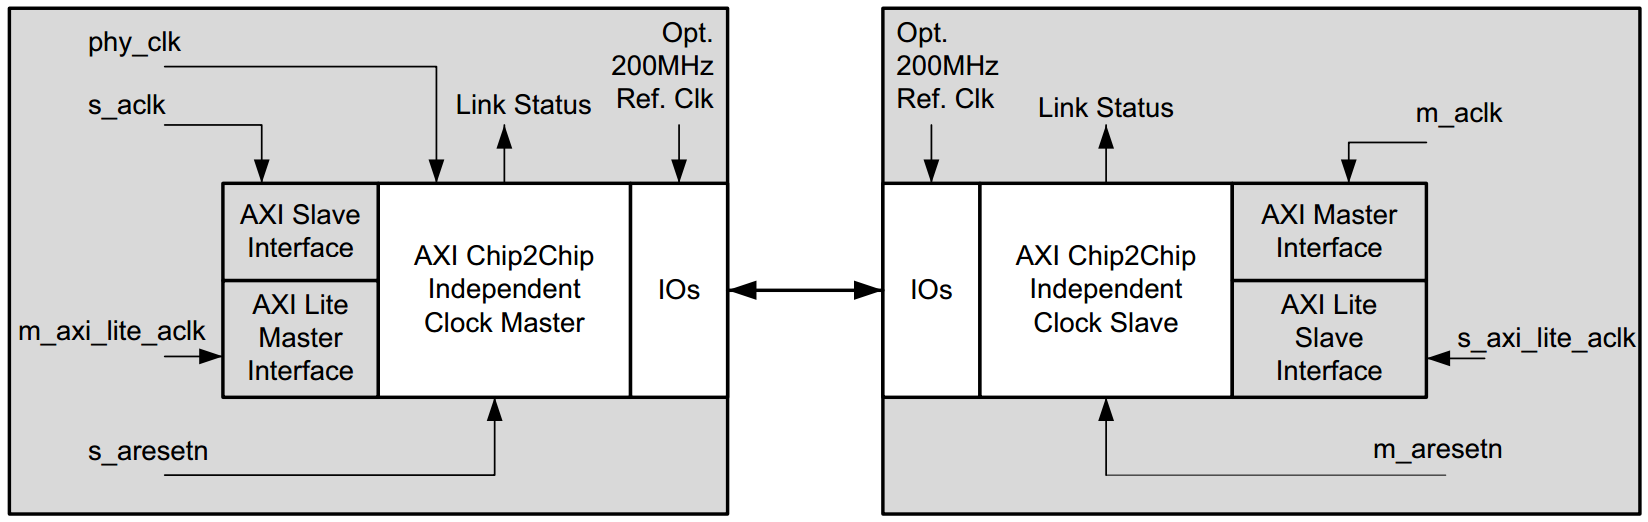 phy_clk
s_aclk
Link Status
Opt.
200MHz
Ref. Clk
AXI Slave
Interface
AXI Lite
Master
Interface
m_axi_lite_aclk
AXI Chip2Chip
Independent
Clock Master
IOs
s_aresetn
Opt.
200MHz
Ref. Clk
Link Status
m_aclk
IOs
AXI Chip2Chip
Independent
Clock Slave
AXI Master
Interface
AXI Lite
Slave
Interface
s_axi_lite_aclk
m_aresetn